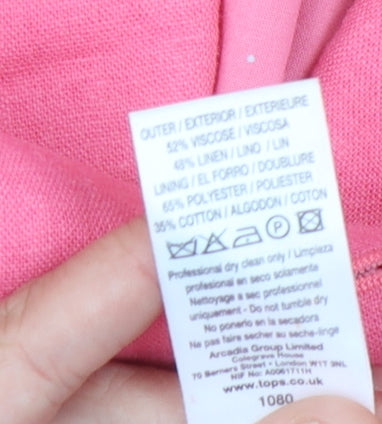 OUTER / EXTERIOR / EXTERIEURE
52% VISCOSE / VISCOSA
48% LINEN / LINO / LIN
LINING / EL FORRO / DOUBLURE
65% POLYESTER / POLIESTER
35% COTTON / ALGODON / COTON
P
Professional dry clean only / Limpieza
profesional en seco solamente
Nettoyage a sec professionnel
uniquement - Do not tumble dry
No ponerlo en la secadora
Ne pas faire secher au seche-linge
Arcadia Group Limited
Colegrave House
70 Berners Street • London W1T 3NL
NIF No: A0061711H
www.tops.co.uk
1080